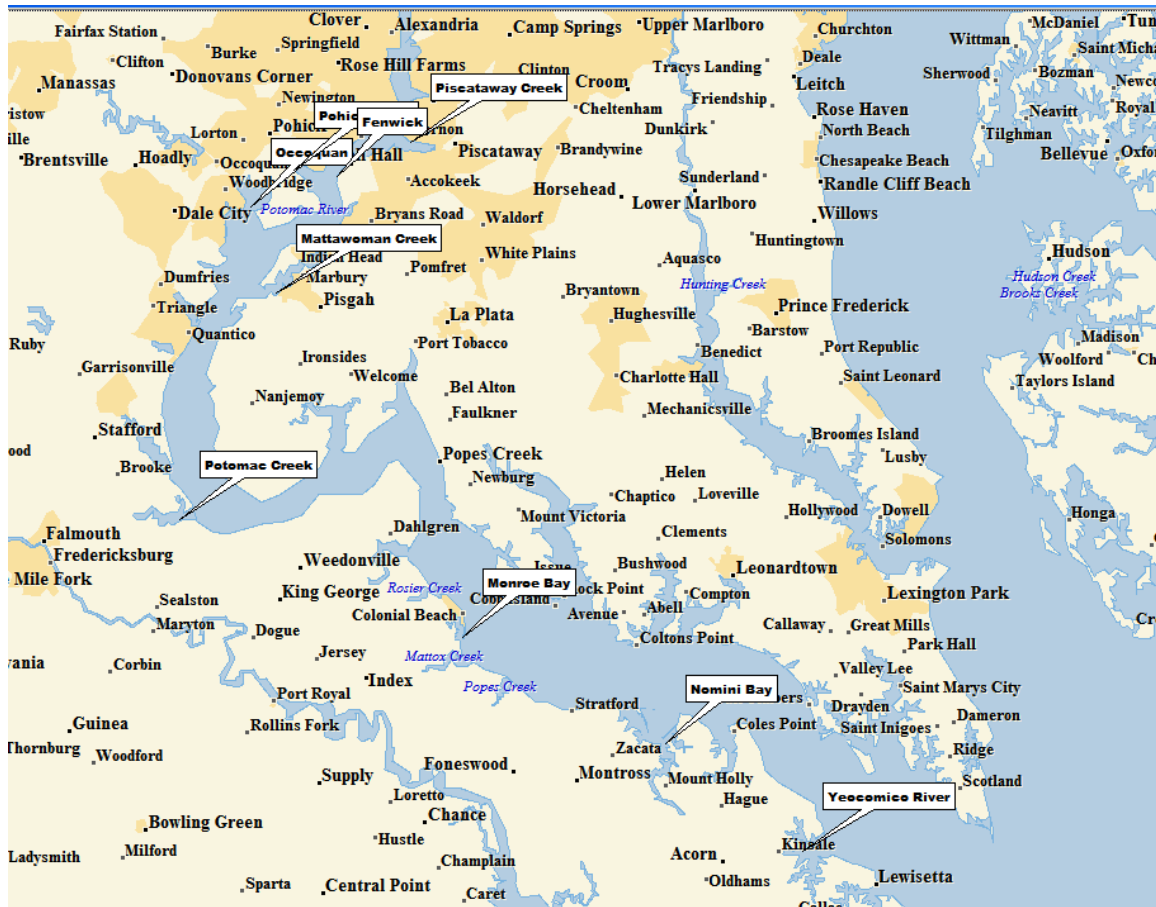 Clover
Alexandria
Camp Springs
Upper Marlboro
Churchton
McDaniel
Fairfax Station
Burke
Springfield
Wittman
Clifton
Donovans Corner
Rose Hill Farms
Clinton
Tracys Landing
Deale
Bozman
Manassas
Newington
Piscataway Creek
Croom
Leitch
Sherwood
Cheltenham
Friendship
Rose Haven
Neavitt
Lorton
Pohick
Fenwick
Dunkirk
North Beach
Tilghman
Brentsville
Hoadly
Occoquan
Hall
Piscataway
Brandywine
Chesapeake Beach
Bellevue
Woodbridge
Accokeek
Horsehead
Sunderland
Randle Cliff Beach
Dale City
Potomac River
Bryans Road
Waldorf
Lower Marlboro
Willows
Mattawoman Creek
Huntingtown
Indian Head
White Plains
Hudson
Dumfries
Marbury
Pomfret
Aquasco
Hudson Creek
Hunting Creek
Brooks Creek
Triangle
Pisgah
Bryantown
Prince Frederick
La Plata
Hughesville
Quantico
Barstow
Ruby
Port Tobacco
Benedict
Port Republic
Madison
Garrisonville
Ironsides
Welcome
Woolford
Charlotte Hall
Saint Leonard
Taylors Island
Nanjemoy
Bel Alton
Faulkner
Mechanicsville
Stafford
Broomes Island
Brooke
Potomac Creek
Popes Creek
Lusby
Newburg
Helen
Chaptico
Loveville
Mount Victoria
Hollywood
Dowell
Honga
Falmouth
Dahlgren
Clements
Solomons
Fredericksburg
Mile Fork
Weedonville
Issue
Bushwood
Leonardtown
Rosier Creek
Monroe Bay
King George
Cobb Island
Rock Point
Compton
Lexington Park
Sealston
Colonial Beach
Avenue
Abell
Maryton
Dogue
Coltons Point
Callaway
Great Mills
Park Hall
Jersey
Mattox Creek
Corbin
Index
Popes Creek
Nomini Bay
Valley Lee
Saint Marys City
Port Royal
Stratford
Drayden
Guinea
Rollins Fork
Coles Point
Saint Inigoes
Dameron
Thornburg
Woodford
Zacata
Ridge
Supply
Foneswood
Montross
Mount Holly
Scotland
Loretto
Hague
Yeocomico River
Bowling Green
Chance
Hustle
Kinsale
Ladysmith
Milford
Champlain
Acorn
Sparta
Central Point
Caret
Oldhams
Lewisetta